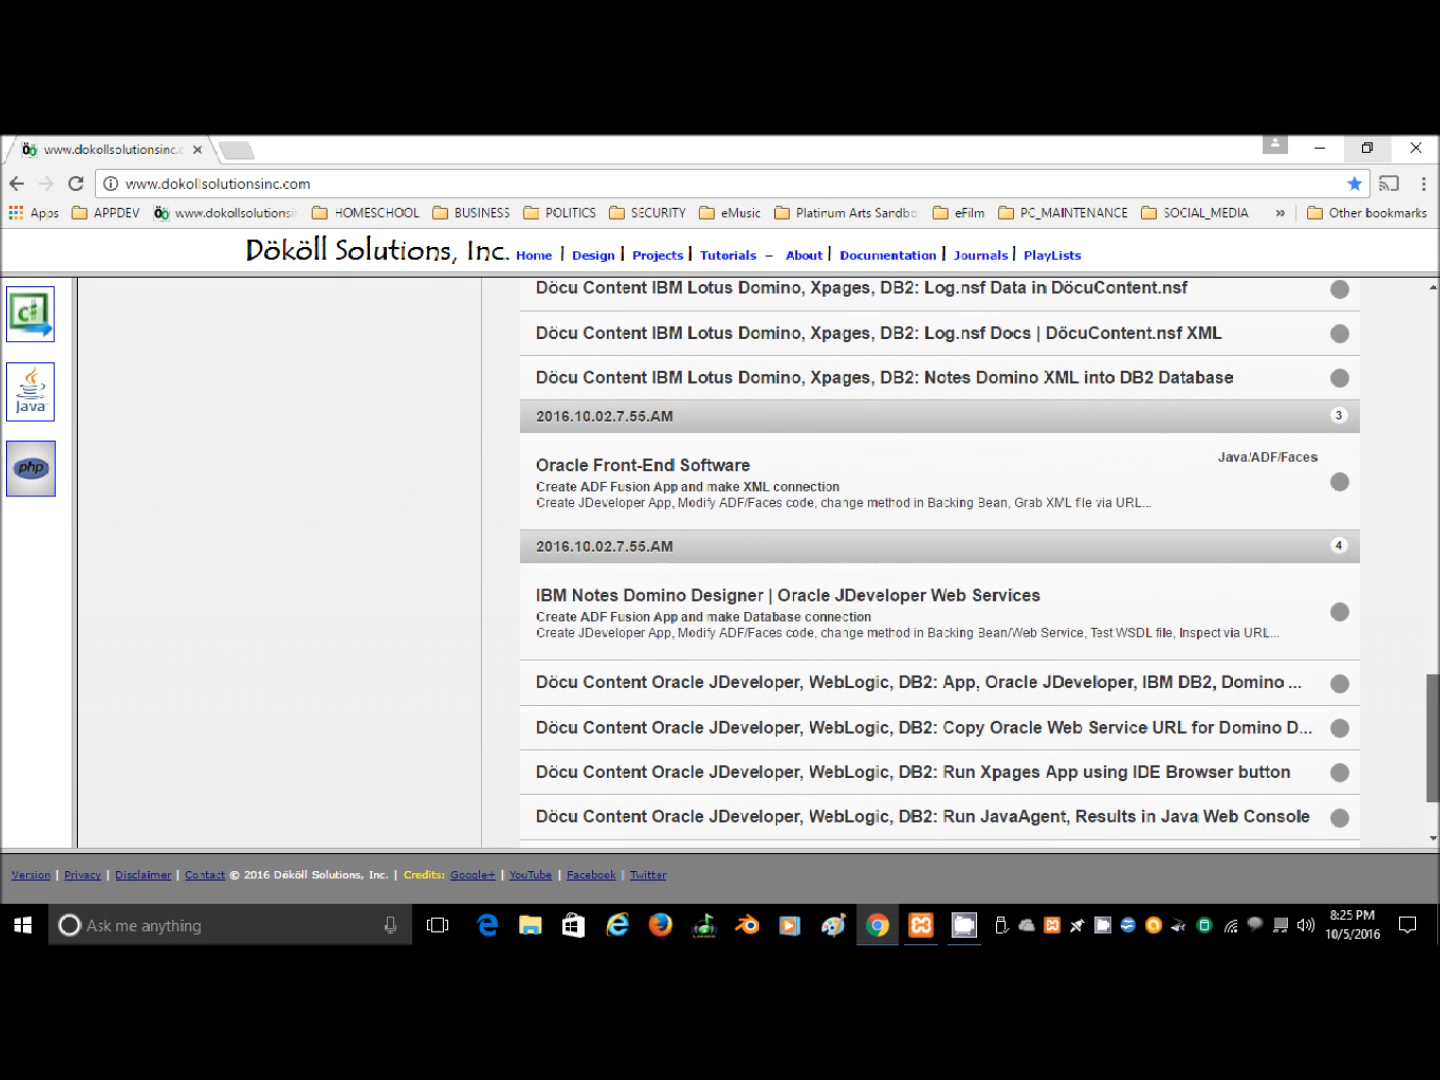 www.dokollsolutionsinc.c
www.dokollsolutionsinc.com
Apps APPDEV www.dokollsolutions HOMESCHOOL BUSINESS POLITICS SECURITY eMusic Platinum Arts Sandbo eFilm PC_MAINTENANCE SOCIAL_MEDIA » Other bookmarks
Dököll Solutions, Inc. Home | Design | Projects | Tutorials – About | Documentation | Journals | PlayLists
C#
Java
php
Döcu Content IBM Lotus Domino, Xpages, DB2: Log.nsf Data in DöcuContent.nsf
Döcu Content IBM Lotus Domino, Xpages, DB2: Log.nsf Docs | DöcuContent.nsf XML
Döcu Content IBM Lotus Domino, Xpages, DB2: Notes Domino XML into DB2 Database
2016.10.02.7.55.AM 3
Java/ADF/Faces
Oracle Front-End Software
Create ADF Fusion App and make XML connection
Create JDeveloper App, Modify ADF/Faces code, change method in Backing Bean, Grab XML file via URL...
2016.10.02.7.55.AM 4
IBM Notes Domino Designer | Oracle JDeveloper Web Services
Create ADF Fusion App and make Database connection
Create JDeveloper App, Modify ADF/Faces code, change method in Backing Bean/Web Service, Test WSDL file, Inspect via URL...
Döcu Content Oracle JDeveloper, WebLogic, DB2: App, Oracle JDeveloper, IBM DB2, Domino ...
Döcu Content Oracle JDeveloper, WebLogic, DB2: Copy Oracle Web Service URL for Domino D...
Döcu Content Oracle JDeveloper, WebLogic, DB2: Run Xpages App using IDE Browser button
Döcu Content Oracle JDeveloper, WebLogic, DB2: Run JavaAgent, Results in Java Web Console
Version | Privacy | Disclaimer | Contact © 2016 Dököll Solutions, Inc. | Credits: Google+ | YouTube | Facebook | Twitter
Ask me anything
8:25 PM
10/5/2016